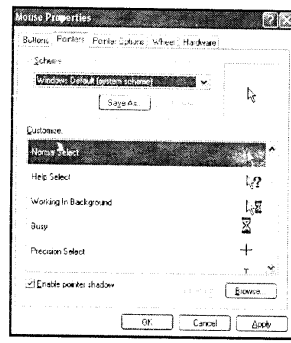 Mouse Properties
Buttons Pointers Pointer Options Wheel Hardware
Scheme
Windows Default (system scheme)
Save As...
Customize:
Normal Select
Help Select
Working In Background
Busy
Precision Select
Enable pointer shadow
Browse...
OK Cancel Apply